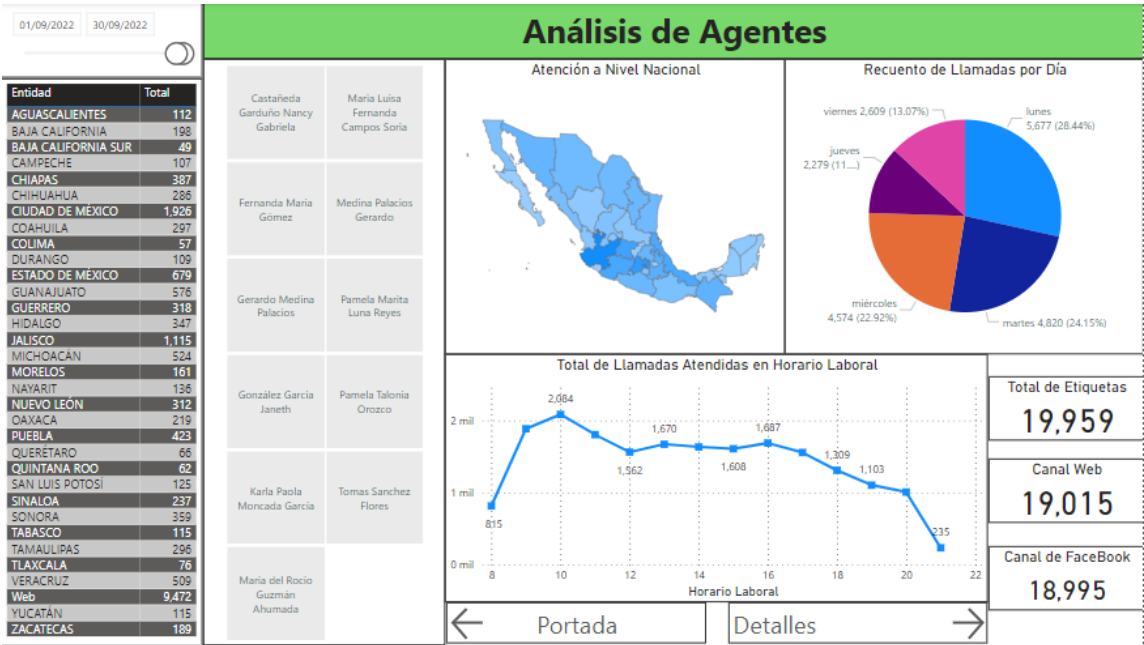 01/09/2022 30/09/2022
Análisis de Agentes
Entidad Total
AGUASCALIENTES 112
BAJA CALIFORNIA 198
BAJA CALIFORNIA SUR 49
CAMPECHE 107
CHIAPAS 387
CHIHUAHUA 286
CIUDAD DE MÉXICO 1,926
COAHUILA 297
COLIMA 57
DURANGO 109
ESTADO DE MÉXICO 679
GUANAJUATO 576
GUERRERO 318
HIDALGO 347
JALISCO 1,115
MICHOACÁN 524
MORELOS 161
NAYARIT 136
NUEVO LEÓN 312
OAXACA 219
PUEBLA 423
QUERÉTARO 66
QUINTANA ROO 62
SAN LUIS POTOSÍ 125
SINALOA 237
SONORA 359
TABASCO 115
TAMAULIPAS 296
TLAXCALA 76
VERACRUZ 509
Web 9,472
YUCATÁN 115
ZACATECAS 189
Castañeda
Garduño Nancy
Gabriela
Maria Luisa
Fernanda
Campos Soria
Fernanda María
Gómez
Medina Palacios
Gerardo
Gerardo Medina
Palacios
Pamela Marita
Luna Reyes
González García
Janeth
Pamela Talonia
Orozco
Karla Paola
Moncada García
Tomas Sanchez
Flores
María del Rocío
Guzmán
Ahumada
Atención a Nivel Nacional
Recuento de Llamadas por Día
viernes 2,609 (13.07%)
lunes
5,677 (28.44%)
jueves
2,279 (11....)
miércoles
4,574 (22.92%)
martes 4,820 (24.15%)
Total de Llamadas Atendidas en Horario Laboral
2 mil
1 mil
0 mil
815
2,084
1,562
1,670
1,608
1,687
1,309
1,103
235
8 10 12 14 16 18 20 22
Horario Laboral
Total de Etiquetas
19,959
Canal Web
19,015
Canal de FaceBook
18,995
Portada
Detalles